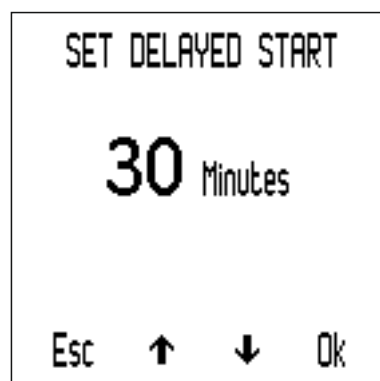 SET DELAYED START
30 Minutes
Esc ↑ ↓ Ok